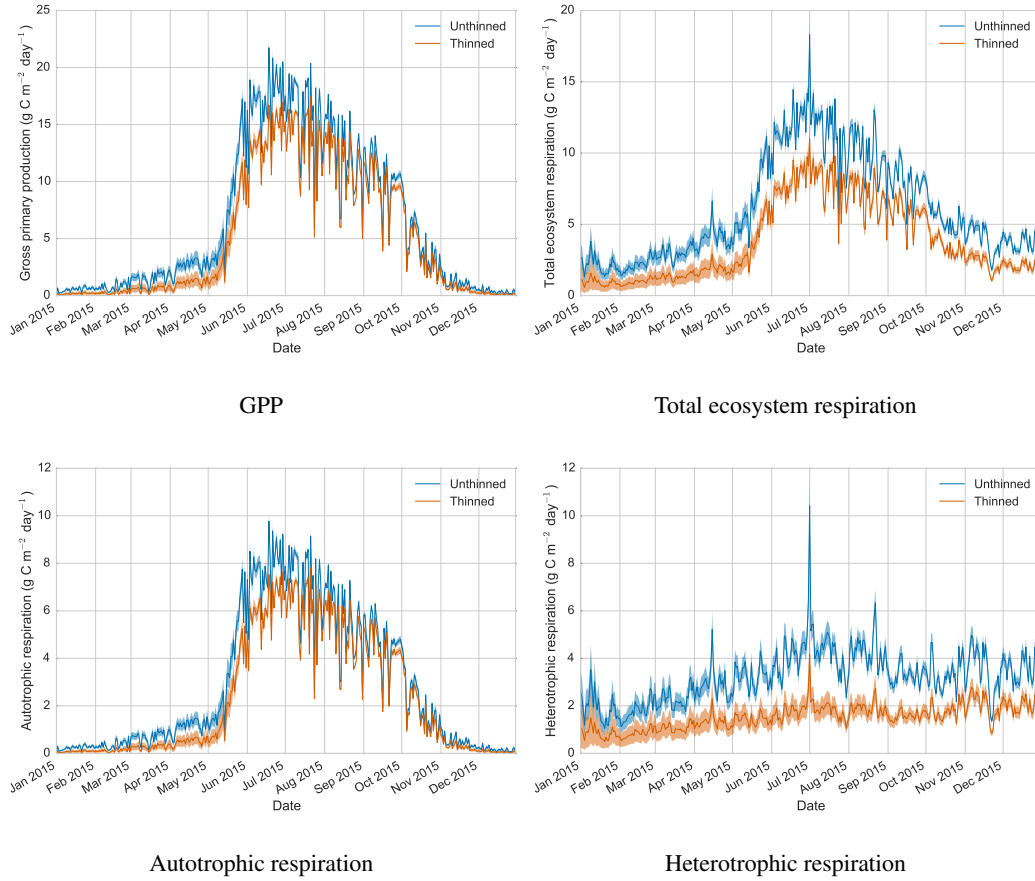 25
20
15
10
5
0
Gross primary production (g C m⁻² day⁻¹)
Unthinned
Thinned
Jan 2015
Feb 2015
Mar 2015
Apr 2015
May 2015
Jun 2015
Jul 2015
Aug 2015
Sep 2015
Oct 2015
Nov 2015
Dec 2015
Date
GPP
20
15
10
5
0
Total ecosystem respiration (g C m⁻² day⁻¹)
Unthinned
Thinned
Jan 2015
Feb 2015
Mar 2015
Apr 2015
May 2015
Jun 2015
Jul 2015
Aug 2015
Sep 2015
Oct 2015
Nov 2015
Dec 2015
Date
Total ecosystem respiration
12
10
8
6
4
2
0
Autotrophic respiration (g C m⁻² day⁻¹)
Unthinned
Thinned
Jan 2015
Feb 2015
Mar 2015
Apr 2015
May 2015
Jun 2015
Jul 2015
Aug 2015
Sep 2015
Oct 2015
Nov 2015
Dec 2015
Date
Autotrophic respiration
12
10
8
6
4
2
0
Heterotrophic respiration (g C m⁻² day⁻¹)
Unthinned
Thinned
Jan 2015
Feb 2015
Mar 2015
Apr 2015
May 2015
Jun 2015
Jul 2015
Aug 2015
Sep 2015
Oct 2015
Nov 2015
Dec 2015
Date
Heterotrophic respiration